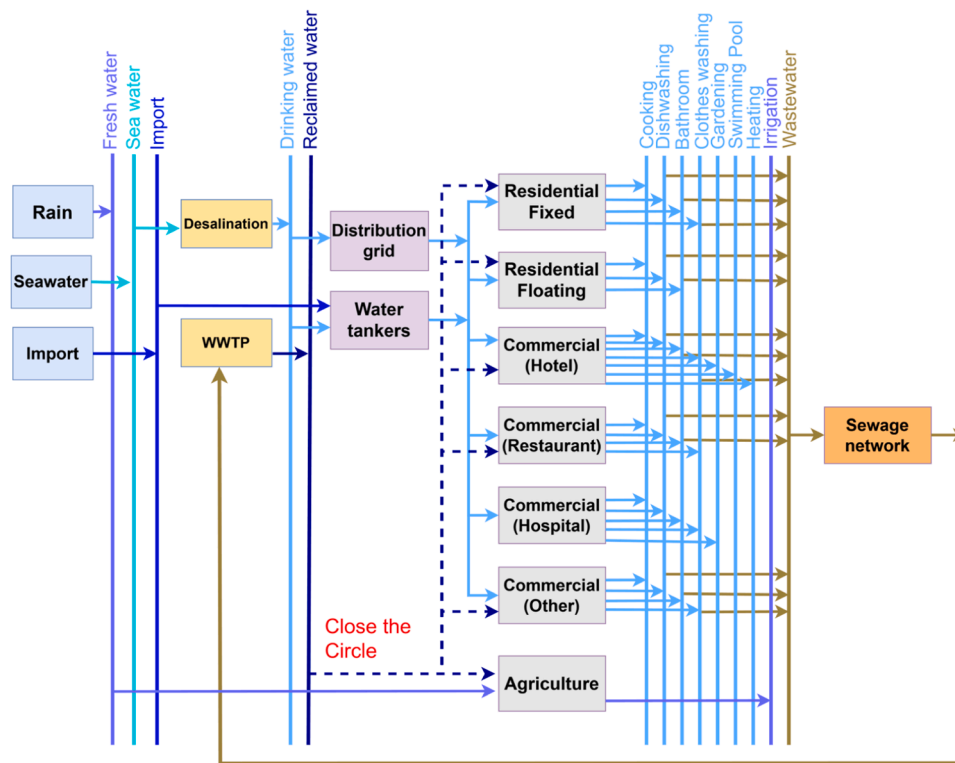 Fresh water
Sea water
Import
Drinking water
Reclaimed water
Cooking
Dishwashing
Bathroom
Clothes washing
Gardening
Swimming Pool
Heating
Irrigation
Wastewater
Rain
Seawater
Import
Desalination
WWTP
Distribution
grid
Water
tankers
Residential
Fixed
Residential
Floating
Commercial
(Hotel)
Commercial
(Restaurant)
Commercial
(Hospital)
Commercial
(Other)
Agriculture
Sewage
network
Close the
Circle